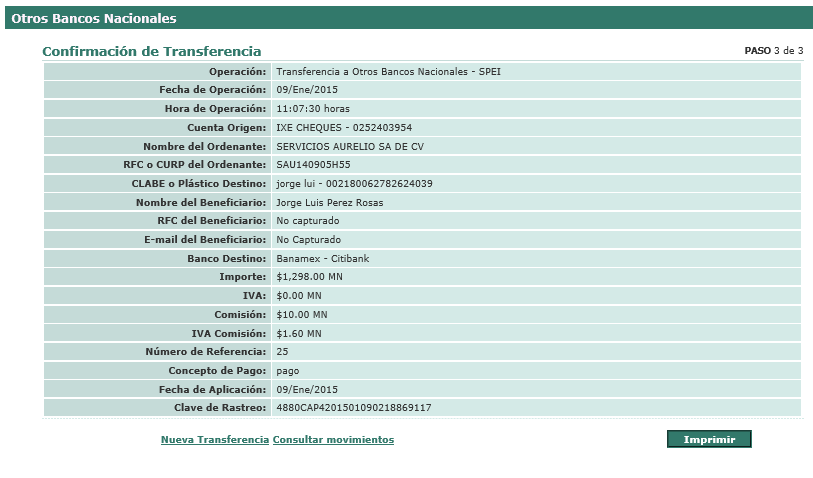 Otros Bancos Nacionales
Confirmación de Transferencia PASO 3 de 3
Operación: Transferencia a Otros Bancos Nacionales - SPEI
Fecha de Operación: 09/Ene/2015
Hora de Operación: 11:07:30 horas
Cuenta Origen: IXE CHEQUES - 0252403954
Nombre del Ordenante: SERVICIOS AURELIO SA DE CV
RFC o CURP del Ordenante: SAU140905H55
CLABE o Plástico Destino: jorge lui - 002180062782624039
Nombre del Beneficiario: Jorge Luis Perez Rosas
RFC del Beneficiario: No capturado
E-mail del Beneficiario: No Capturado
Banco Destino: Banamex - Citibank
Importe: $1,298.00 MN
IVA: $0.00 MN
Comisión: $10.00 MN
IVA Comisión: $1.60 MN
Número de Referencia: 25
Concepto de Pago: pago
Fecha de Aplicación: 09/Ene/2015
Clave de Rastreo: 4880CAP4201501090218869117
Nueva Transferencia Consultar movimientos Imprimir